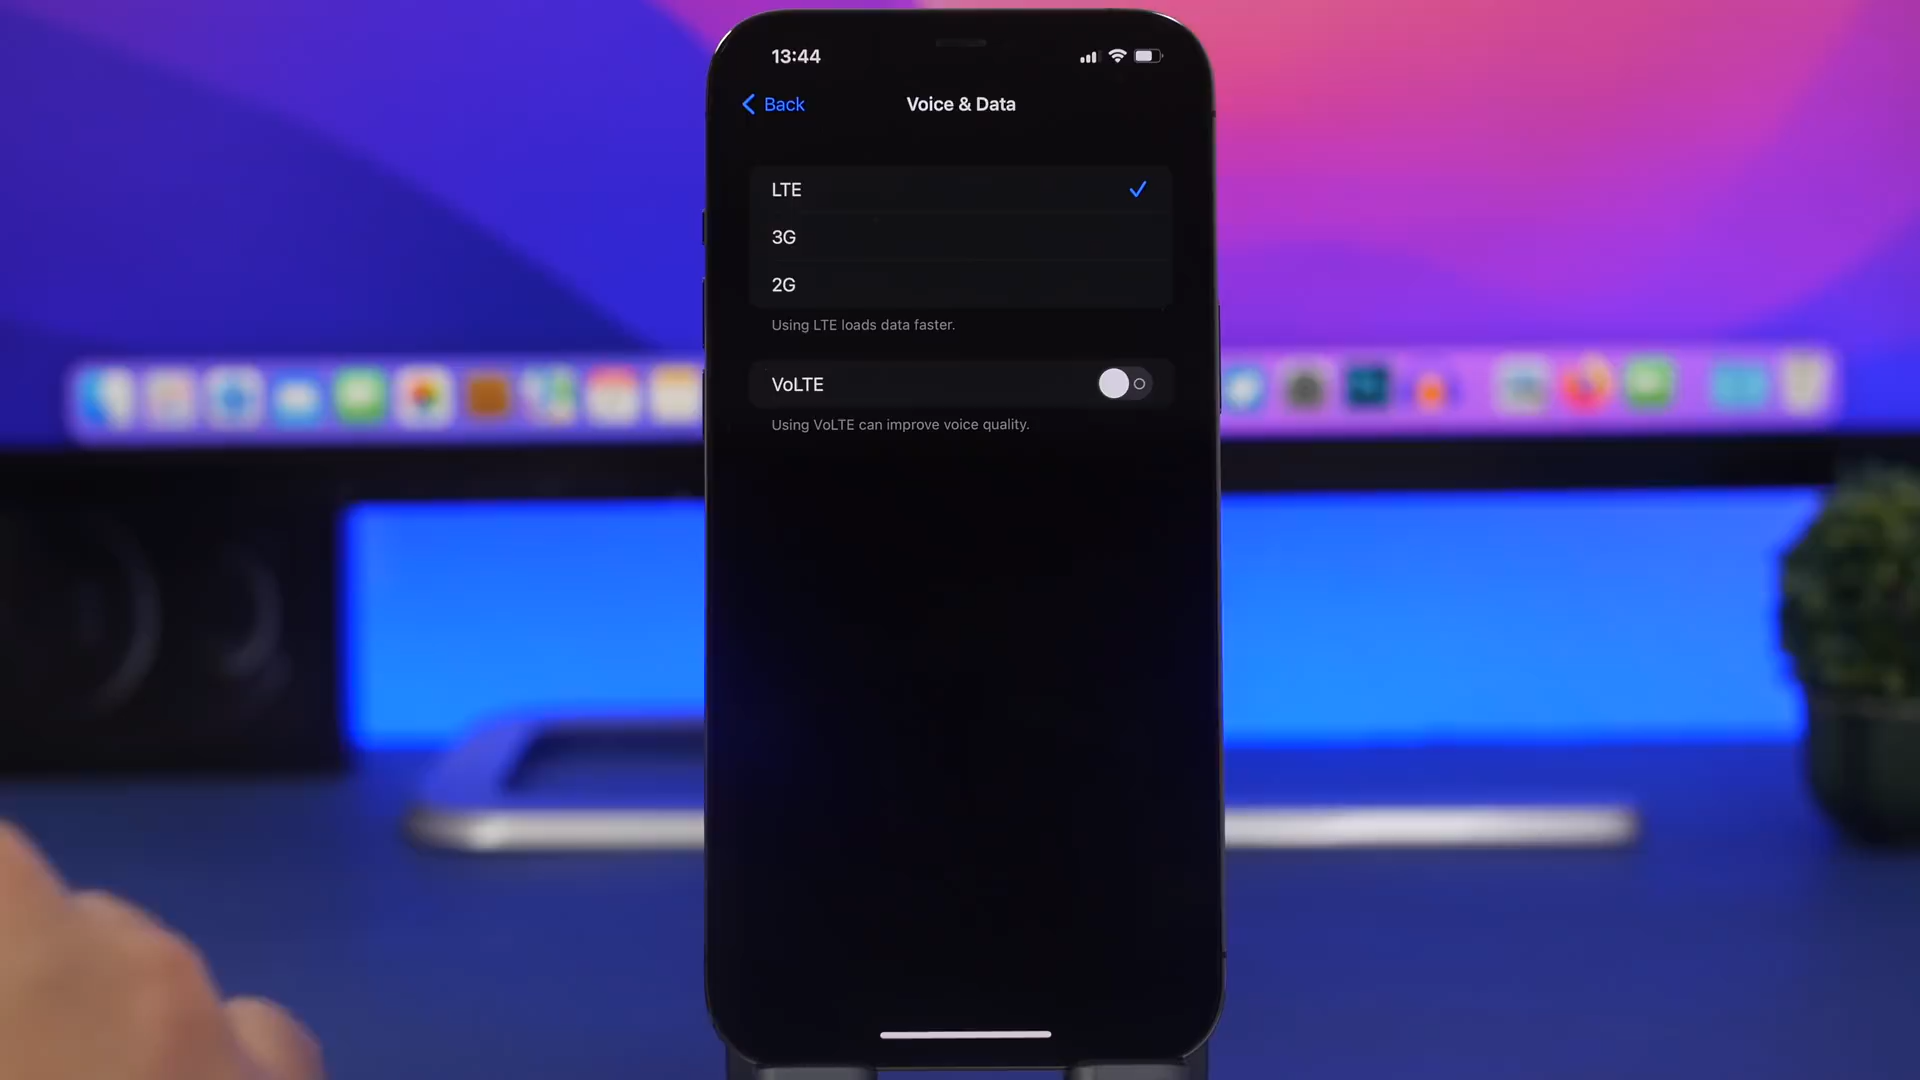 13:44
Back
Voice & Data
LTE
3G
2G
Using LTE loads data faster.
VoLTE
Using VoLTE can improve voice quality.